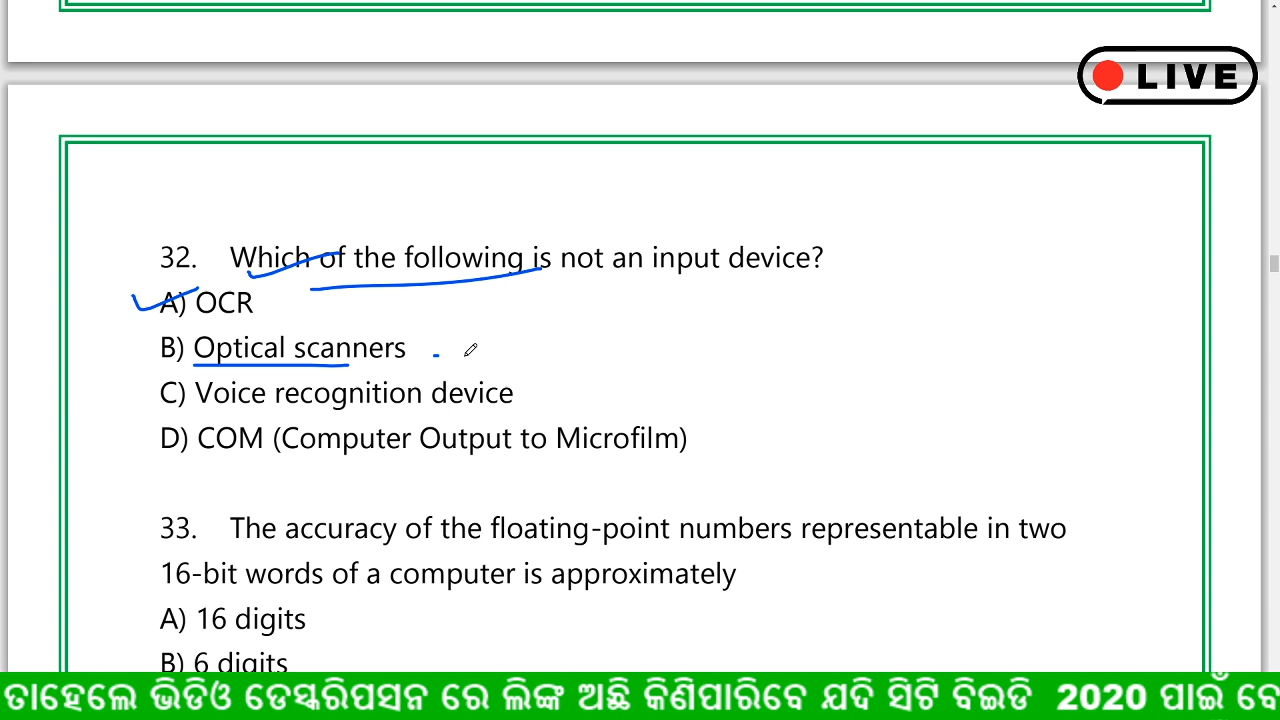 LIVE
32. Which of the following is not an input device?
A) OCR
B) Optical scanners
C) Voice recognition device
D) COM (Computer Output to Microfilm)
33. The accuracy of the floating-point numbers representable in two
16-bit words of a computer is approximately
A) 16 digits
B) 6 digits
ତାହେଲେ ଭିଡିଓ ଡେସ୍କରିପସନ ରେ ଲିଙ୍କ ଅଛି କିଣିପାରିବେ ଯଦି ସିଟି ବିଇଡି 2020 ପାଇଁ ବେ